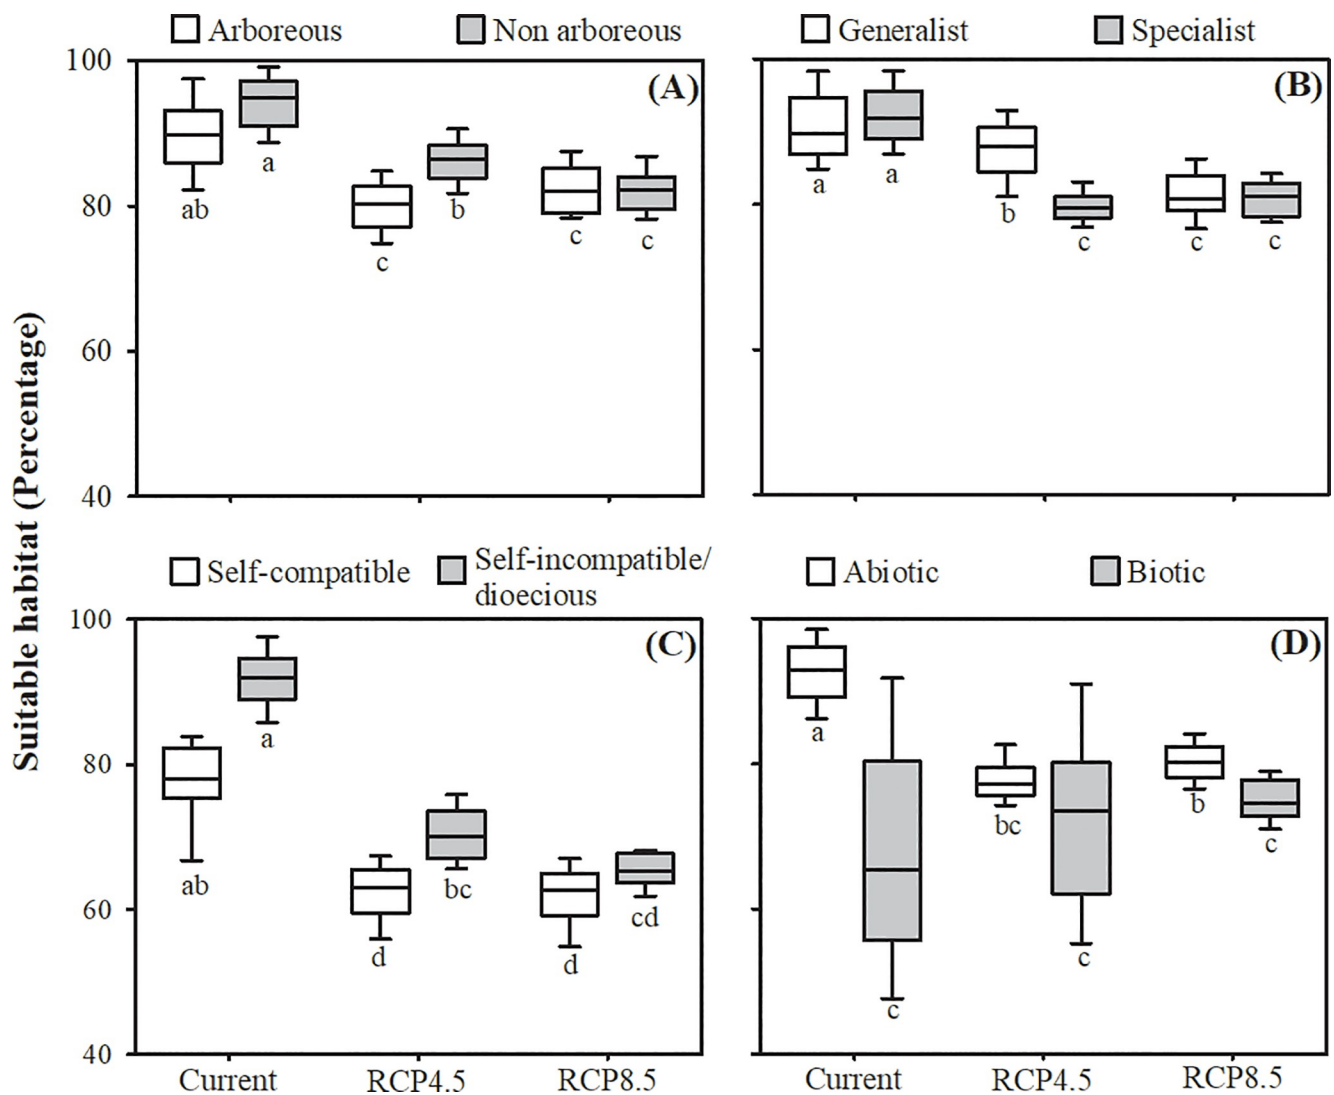 Arboreous Non arboreous Generalist Specialist
100
(A) (B)
a a a
ab 80 b b
c c c c c c
60
40
Suitable habitat (Percentage)
Self-compatible Self-incompatible/ Abiotic Biotic
dioecious
100
(C) (D)
a a
80
ab bc bc b c
60 cd
d d c
c
40
Current RCP4.5 RCP8.5 Current RCP4.5 RCP8.5